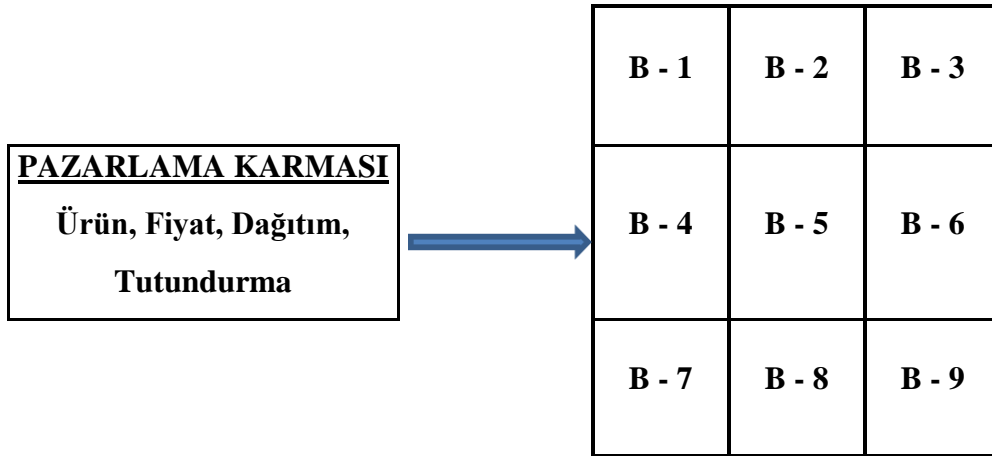 B - 1 B - 2 B - 3
PAZARLAMA KARMASI
Ürün, Fiyat, Dağıtım,
Tutundurma
B - 4 B - 5 B - 6
B - 7 B - 8 B - 9